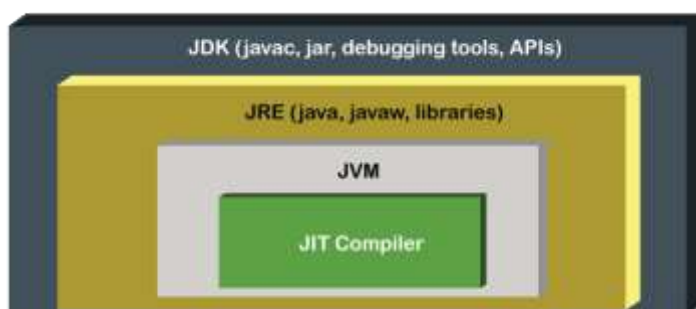 JDK (javac, jar, debugging tools, APIs)
JRE (java, javaw, libraries)
JVM
JIT Compiler